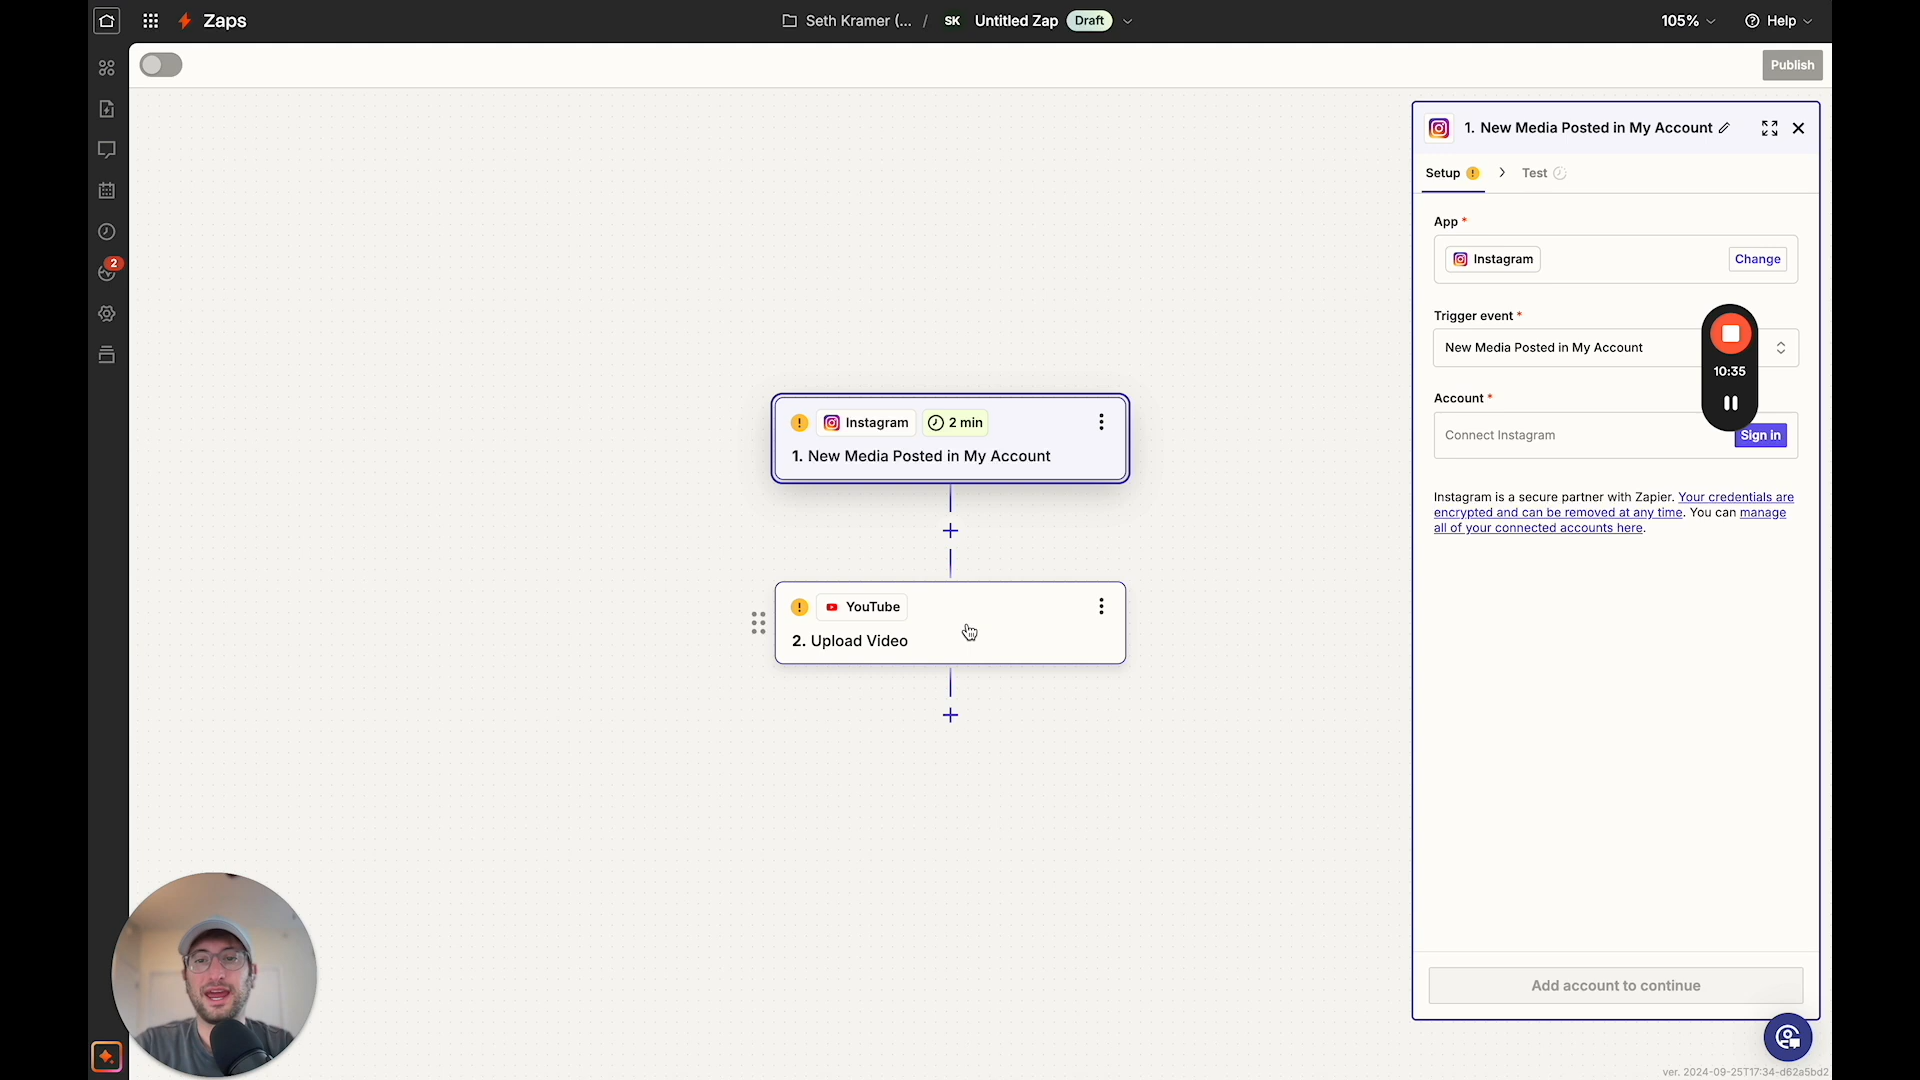 Zaps
Seth Kramer (... / SK Untitled Zap Draft
105%
Help
Publish
2
1. New Media Posted in My Account
Setup ! Test
App *
Instagram
Change
Trigger event *
New Media Posted in My Account
10:35
Account *
Connect Instagram
Sign in
Instagram is a secure partner with Zapier. Your credentials are
encrypted and can be removed at any time. You can manage
all of your connected accounts here.
! Instagram 2 min
1. New Media Posted in My Account
! YouTube
2. Upload Video
Add account to continue
ver. 2024-09-25T17:34-d62a5bd2